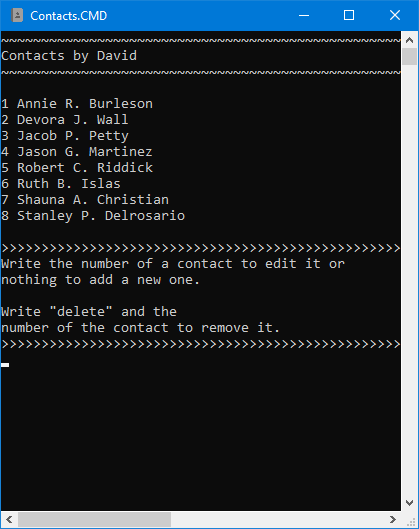 Contacts.CMD
~~~~~~~~~~~~~~~~~~~~~~~~~~~~~~~~~~~~~~~~~~~~~~~~~~
Contacts by David
~~~~~~~~~~~~~~~~~~~~~~~~~~~~~~~~~~~~~~~~~~~~~~~~~~
1 Annie R. Burleson
2 Devora J. Wall
3 Jacob P. Petty
4 Jason G. Martinez
5 Robert C. Riddick
6 Ruth B. Islas
7 Shauna A. Christian
8 Stanley P. Delrosario
>>>>>>>>>>>>>>>>>>>>>>>>>>>>>>>>>>>>>>>>>>>>>>>>>>
Write the number of a contact to edit it or
nothing to add a new one.
Write "delete" and the
number of the contact to remove it.
>>>>>>>>>>>>>>>>>>>>>>>>>>>>>>>>>>>>>>>>>>>>>>>>>>